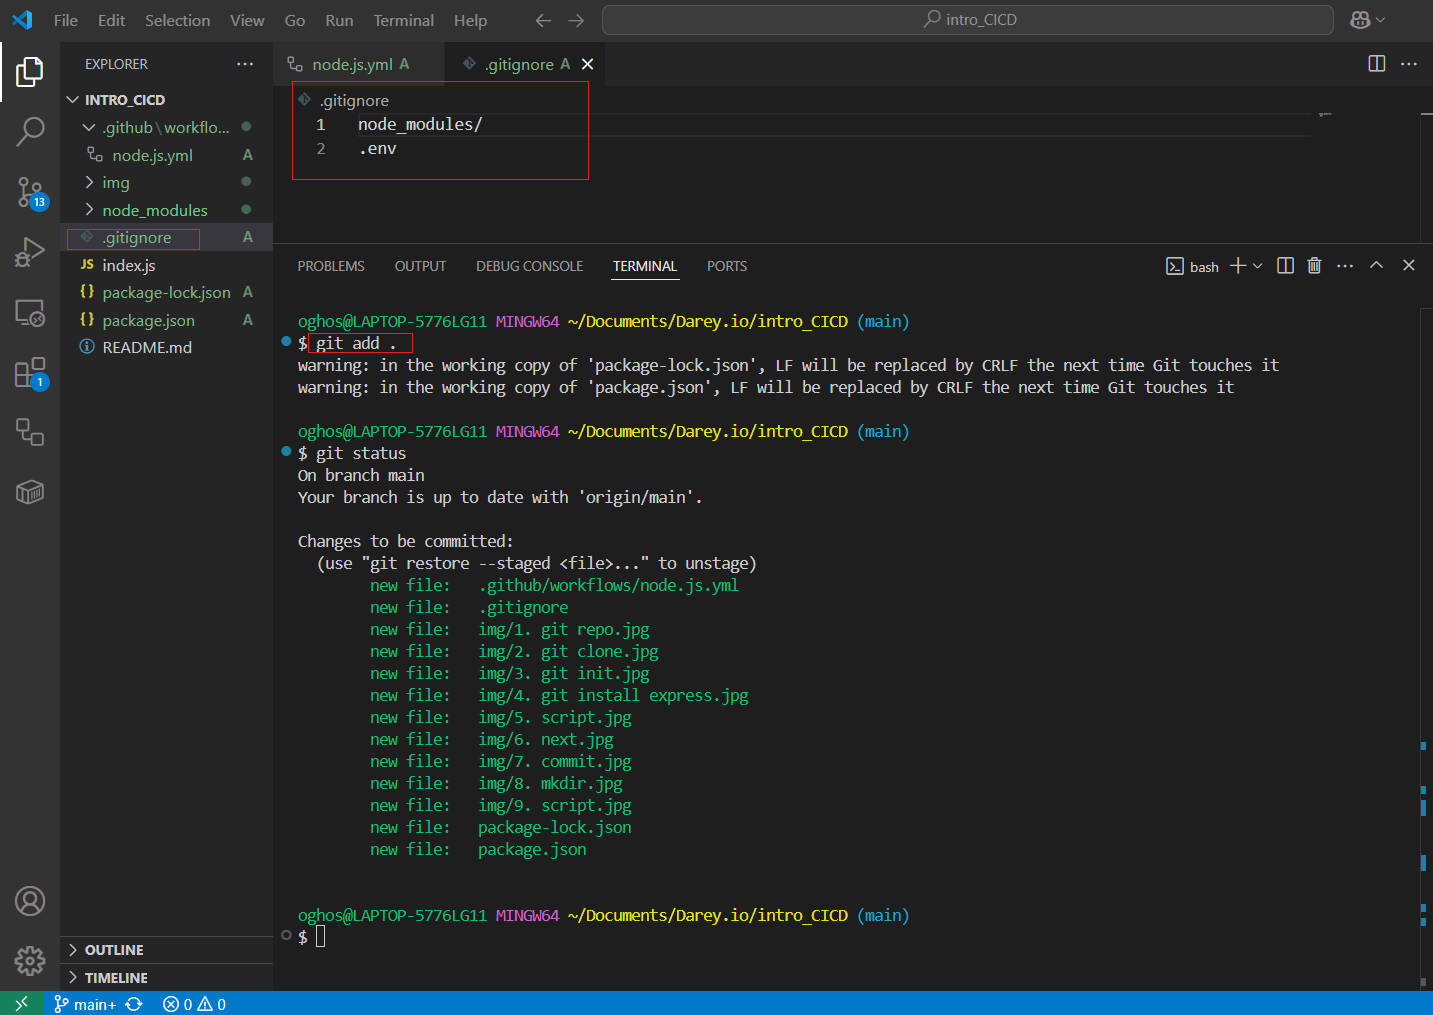 File Edit Selection View Go Run Terminal Help
intro_CICD
EXPLORER
INTRO_CICD
.github\workflo...
node.js.yml A
img
node_modules
.gitignore A
JS index.js
{} package-lock.json A
{} package.json A
README.md
13
1
OUTLINE
TIMELINE
node.js.yml A
.gitignore A
.gitignore
1 node_modules/
2 .env
PROBLEMS OUTPUT DEBUG CONSOLE TERMINAL PORTS
bash
oghos@LAPTOP-5776LG11 MINGW64 ~/Documents/Darey.io/intro_CICD (main)
$ git add .
warning: in the working copy of 'package-lock.json', LF will be replaced by CRLF the next time Git touches it
warning: in the working copy of 'package.json', LF will be replaced by CRLF the next time Git touches it
oghos@LAPTOP-5776LG11 MINGW64 ~/Documents/Darey.io/intro_CICD (main)
$ git status
On branch main
Your branch is up to date with 'origin/main'.
Changes to be committed:
(use "git restore --staged <file>..." to unstage)
new file: .github/workflows/node.js.yml
new file: .gitignore
new file: img/1. git repo.jpg
new file: img/2. git clone.jpg
new file: img/3. git init.jpg
new file: img/4. git install express.jpg
new file: img/5. script.jpg
new file: img/6. next.jpg
new file: img/7. commit.jpg
new file: img/8. mkdir.jpg
new file: img/9. script.jpg
new file: package-lock.json
new file: package.json
oghos@LAPTOP-5776LG11 MINGW64 ~/Documents/Darey.io/intro_CICD (main)
$
main+ 0 0